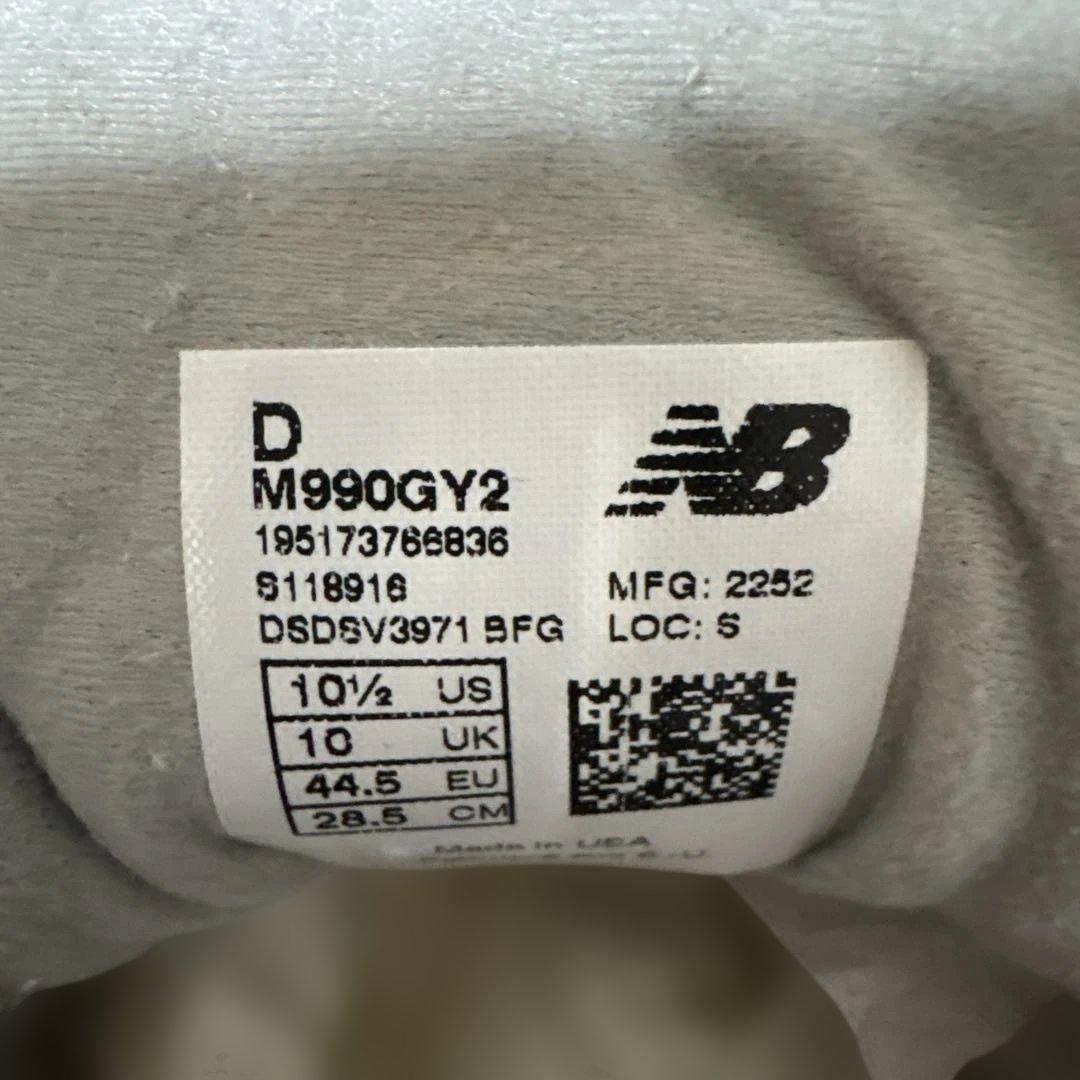 D
M990GY2
NB
195173766836
S118916
MFG: 2252
DSDSV3971 BFG
LOC: S
10½ US
10 UK
44.5 EU
28.5 CM
Made in USA